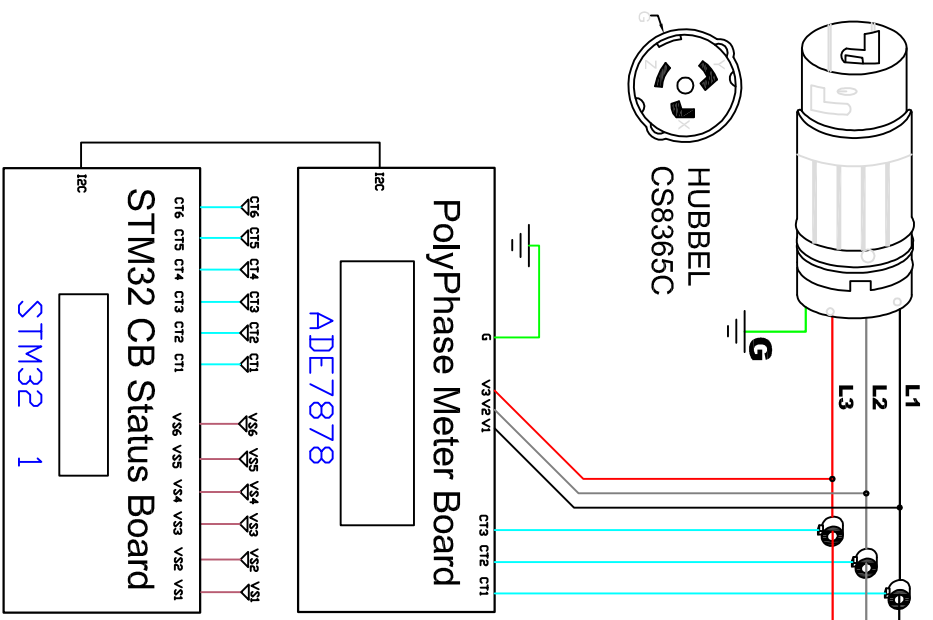 G
Z
Y
X
HUBBEL
CS8365C
G
L1
L2
L3
I2C
PolyPhase Meter Board
ADE7878
G
V3 V2 V1
CT3 CT2 CT1
I2C
STM32 CB Status Board
STM32 1
CT6 CT5 CT4 CT3 CT2 CT1
VS6 VS5 VS4 VS3 VS2 VS1
CT6 CT5 CT4 CT3 CT2 CT1
VS6 VS5 VS4 VS3 VS2 VS1